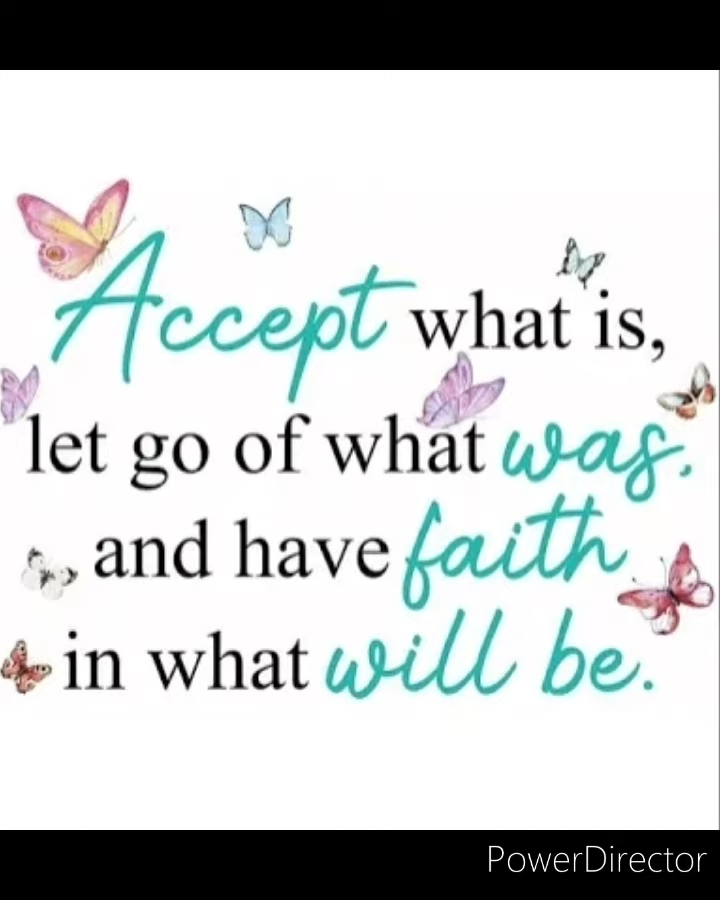 Accept what is,
let go of what was.
and have faith
in what will be.
PowerDirector